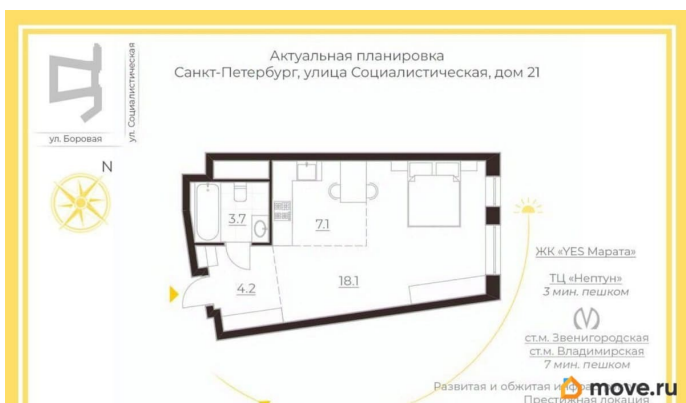 Актуальная планировка
Санкт-Петербург, улица Социалистическая, дом 21
ул. Социалистическая
ул. Боровая
N
3.7
7.1
4.2
18.1
ЖК «YES Марата»
ТЦ «Нептун»
3 мин. пешком
ст.м. Звенигородская
ст.м. Владимирская
7 мин. пешком
Развитая и обжитая
move.ru
Престижная локация